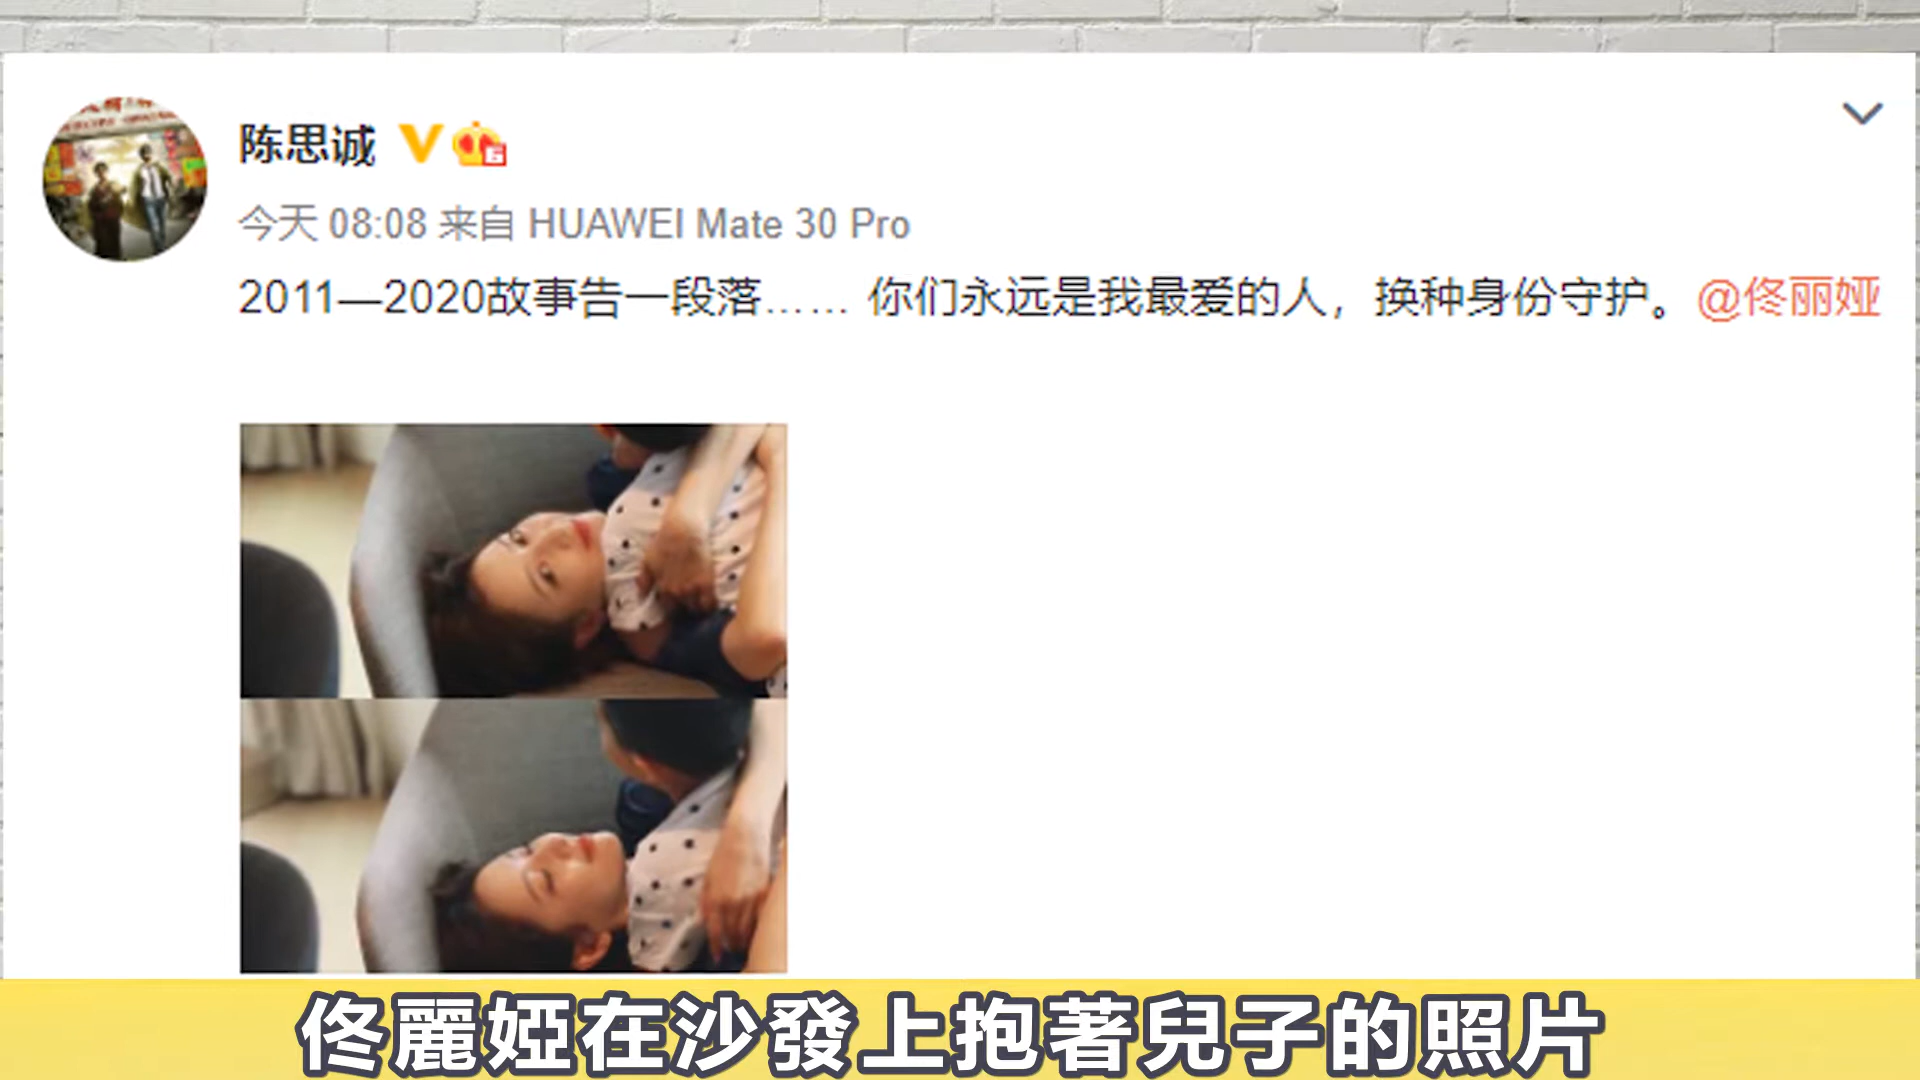 陈思诚
今天 08:08 来自 HUAWEI Mate 30 Pro
2011—2020故事告一段落…… 你们永远是我最爱的人，换种身份守护。@佟丽娅
佟麗婭在沙發上抱著兒子的照片